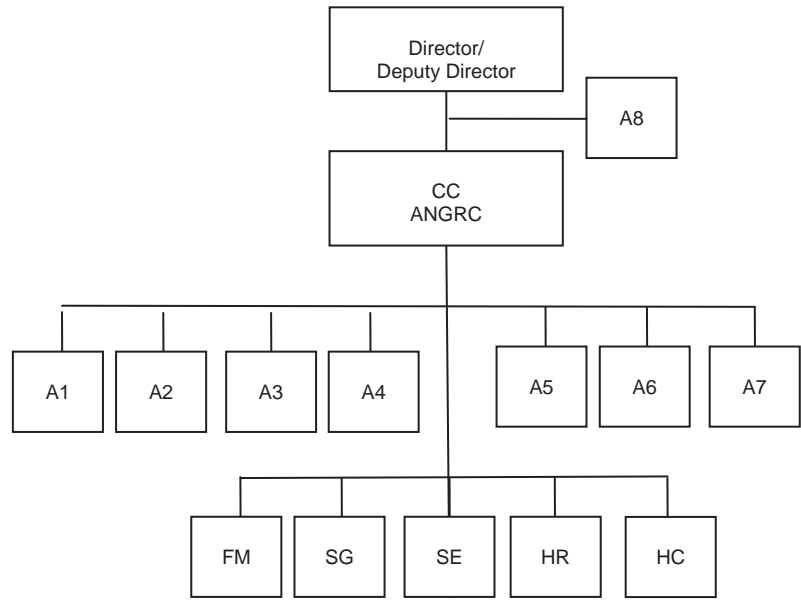 Director/
Deputy Director
A8
CC
ANGRC
A1
A2
A3
A4
A5
A6
A7
FM
SG
SE
HR
HC